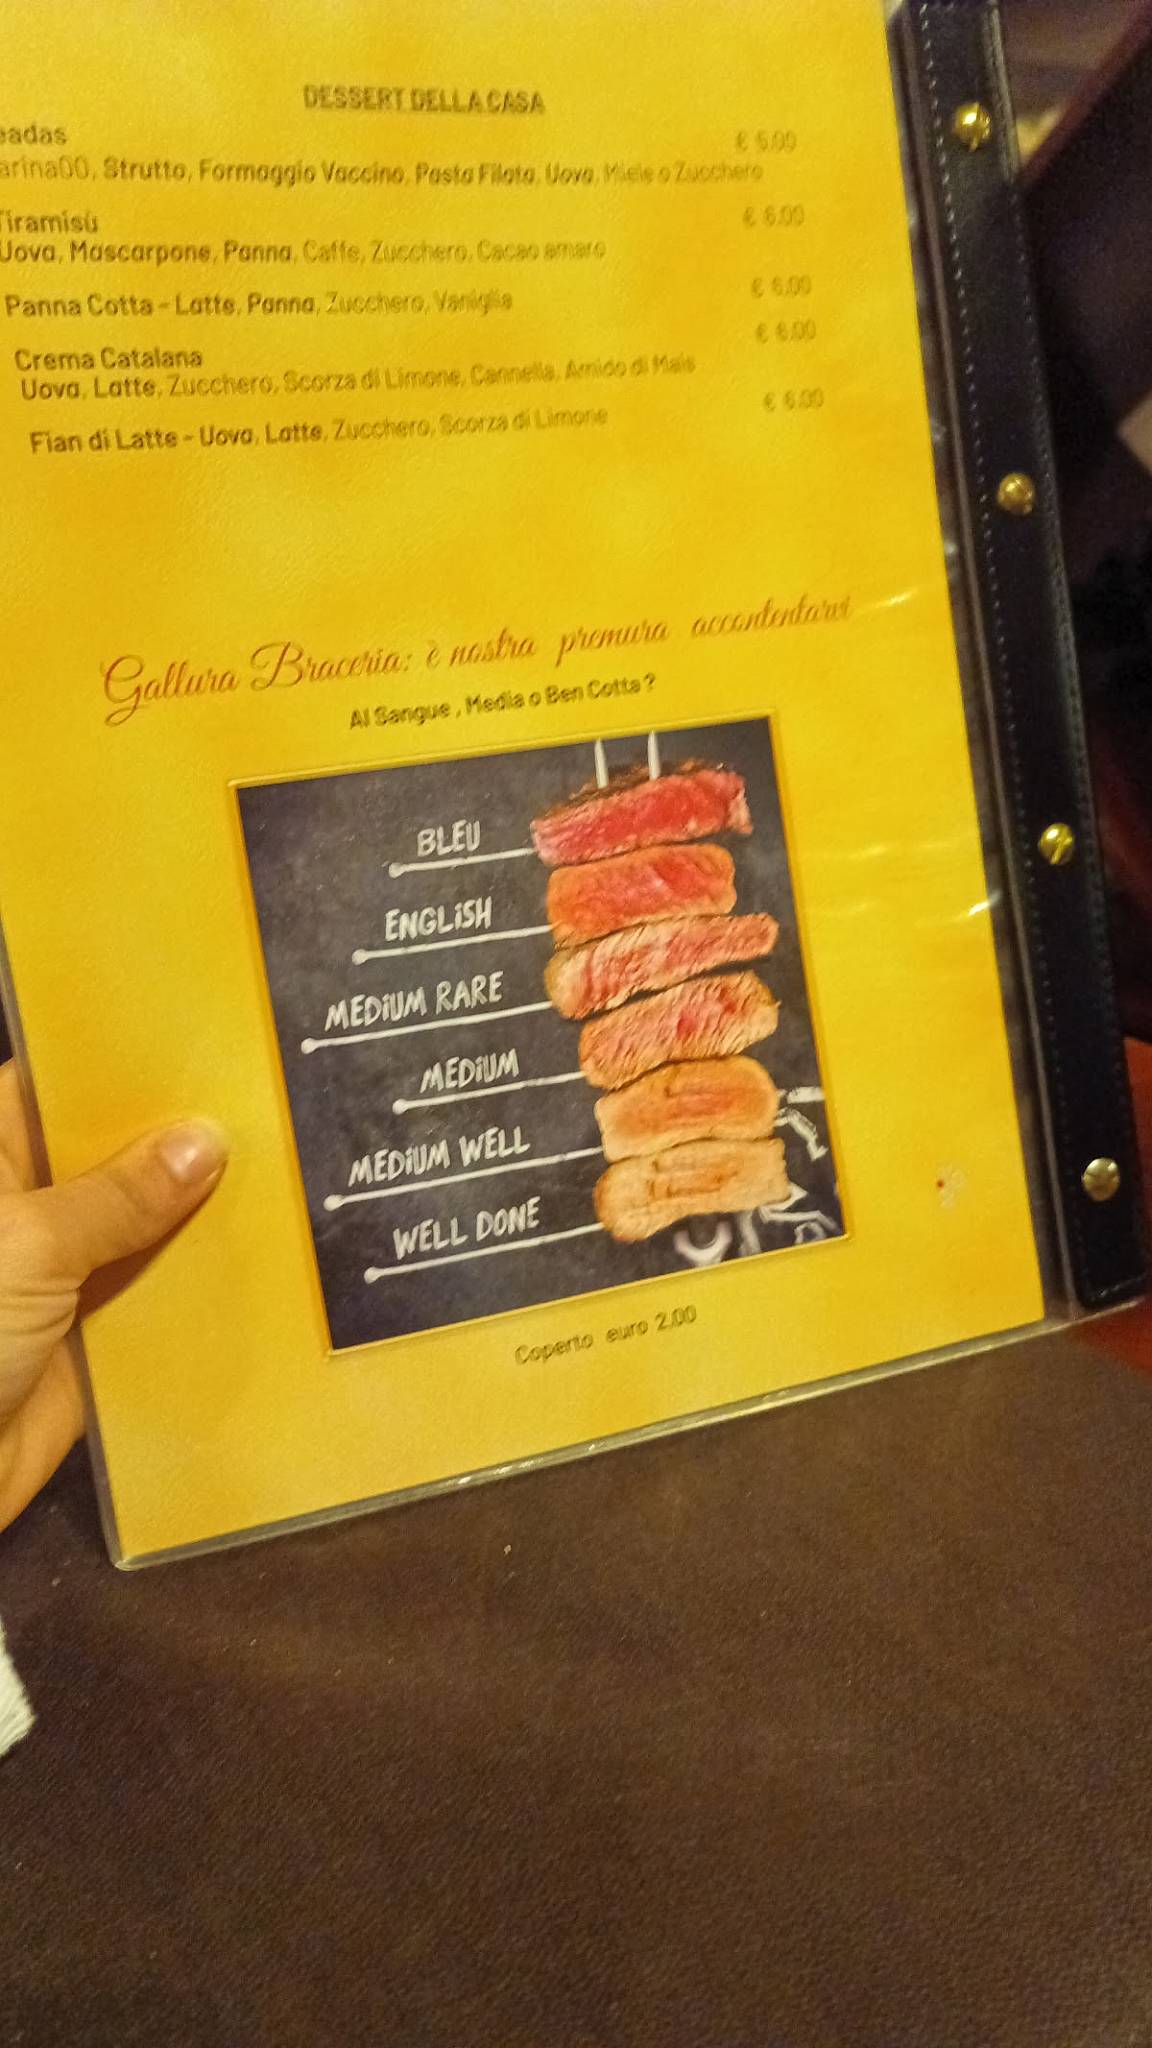 DESSERT DELLA CASA
eadas € 5.00
arina00, Strutto, Formaggio Vaccino, Pasta Filata, Uova, Miele o Zucchero
Tiramisù € 6.00
Uova, Mascarpone, Panna, Caffe, Zucchero, Cacao amaro
Panna Cotta - Latte, Panna, Zucchero, Vaniglia € 6.00
Crema Catalana € 6.00
Uova, Latte, Zucchero, Scorza di Limone, Cannella, Amido di Mais
Flan di Latte - Uova, Latte, Zucchero, Scorza di Limone € 6.00
Gallura Braceria: è nostra premura accontentarvi
Al Sangue, Media o Ben Cotta?
BLEU
ENGLISH
MEDIUM RARE
MEDIUM
MEDIUM WELL
WELL DONE
Coperto euro 2.00